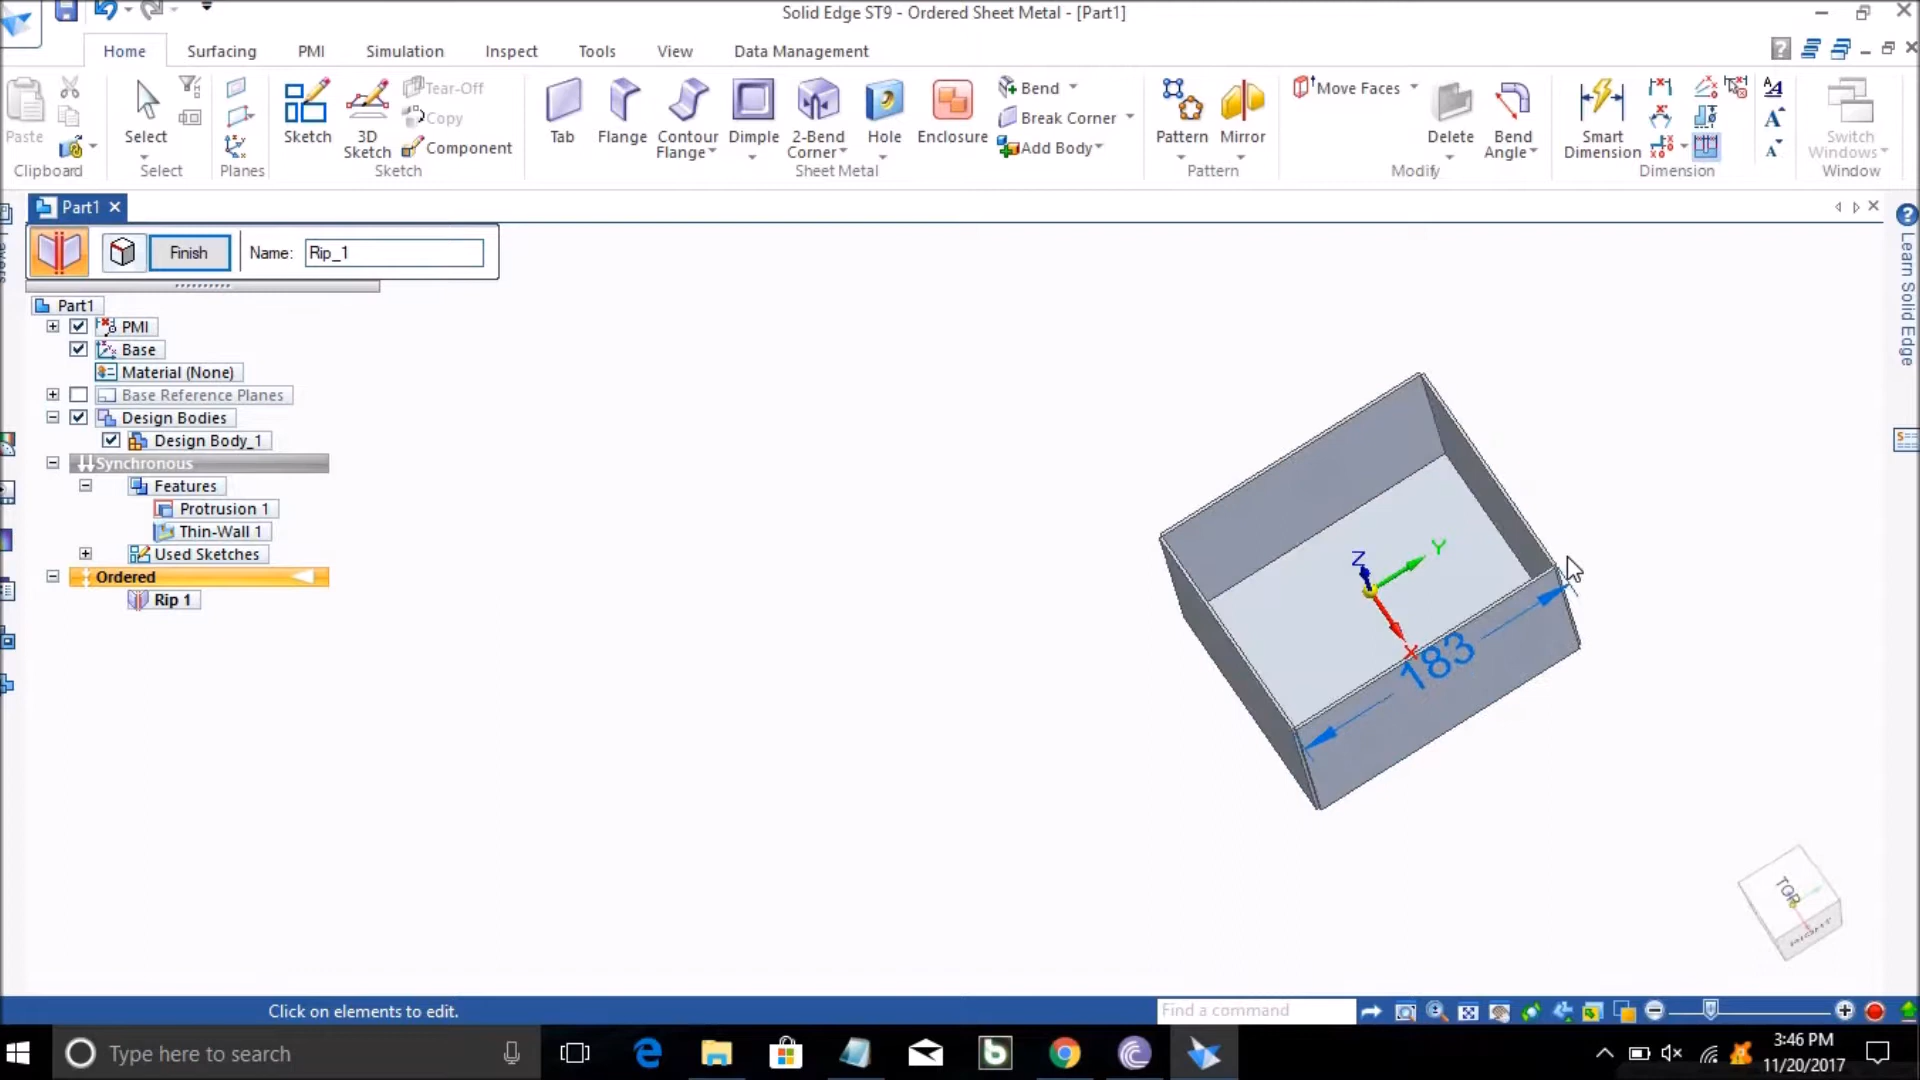 Solid Edge ST9 - Ordered Sheet Metal - [Part1]
Home Surfacing PMI Simulation Inspect Tools View Data Management
Paste
Clipboard
Select
Select
Planes
Sketch
3D Sketch
Tear-Off
Copy
Component
Sketch
Tab
Flange
Contour Flange
Dimple
2-Bend Corner
Hole
Enclosure
Bend
Break Corner
Add Body
Sheet Metal
Pattern
Mirror
Pattern
Move Faces
Delete
Bend Angle
Modify
Smart Dimension
Dimension
Switch Windows
Window
Part1
Finish Name: Rip_1
Part1
PMI
Base
Material (None)
Base Reference Planes
Design Bodies
Design Body_1
Synchronous
Features
Protrusion 1
Thin-Wall 1
Used Sketches
Ordered
Rip 1
Learn Solid Edge
Z
Y
X
183
TOP
RIGHT
Click on elements to edit.
Find a command
Type here to search
3:46 PM
11/20/2017